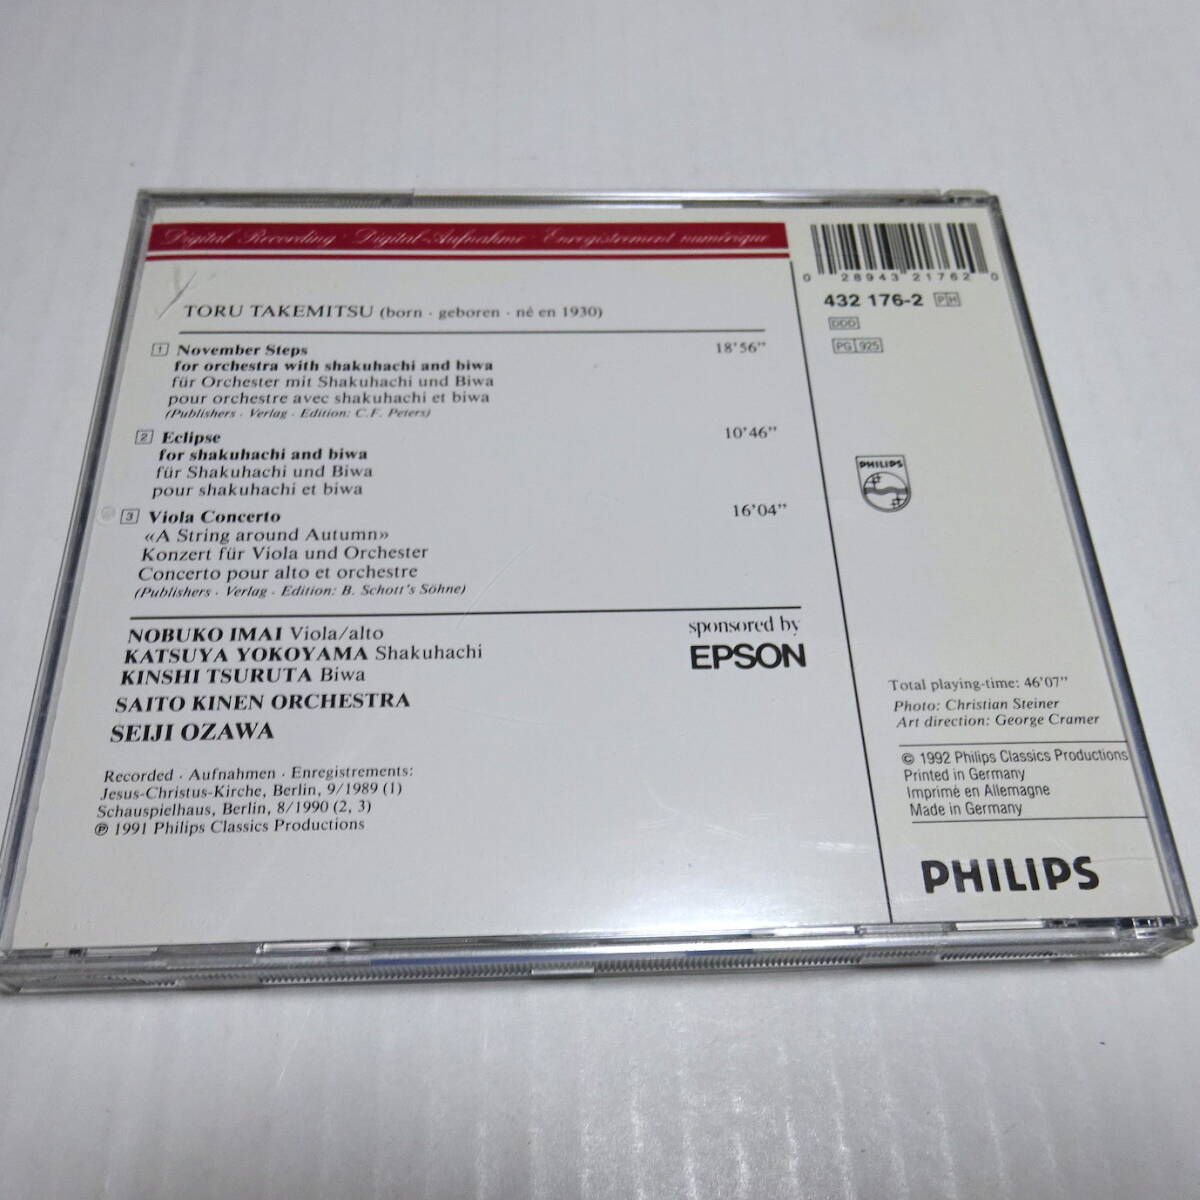 Digital Recording · Digital-Aufnahme · Enregistrement numérique
TORU TAKEMITSU (born · geboren · né en 1930)
1 November Steps 18'56"
for orchestra with shakuhachi and biwa
für Orchester mit Shakuhachi und Biwa
pour orchestre avec shakuhachi et biwa
(Publishers · Verlag · Edition: C.F. Peters)
2 Eclipse 10'46"
for shakuhachi and biwa
für Shakuhachi und Biwa
pour shakuhachi et biwa
3 Viola Concerto 16'04"
«A String around Autumn»
Konzert für Viola und Orchester
Concerto pour alto et orchestre
(Publishers · Verlag · Edition: B. Schott's Söhne)
NOBUKO IMAI Viola/alto
KATSUYA YOKOYAMA Shakuhachi
KINSHI TSURUTA Biwa
SAITO KINEN ORCHESTRA
SEIJI OZAWA
sponsored by
EPSON
Recorded · Aufnahmen · Enregistrements:
Jesus-Christus-Kirche, Berlin, 9/1989 (1)
Schauspielhaus, Berlin, 8/1990 (2, 3)
℗ 1991 Philips Classics Productions
0 28943 21762 0
432 176-2 PH
DDD
PG 925
PHILIPS
Total playing-time: 46'07"
Photo: Christian Steiner
Art direction: George Cramer
© 1992 Philips Classics Productions
Printed in Germany
Imprimé en Allemagne
Made in Germany
PHILIPS